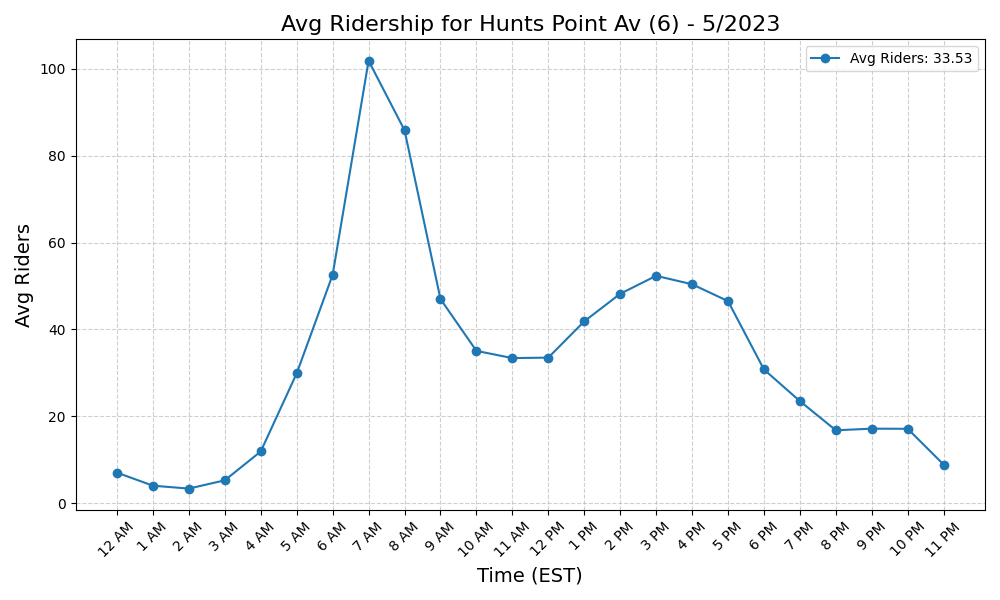 Avg Ridership for Hunts Point Av (6) - 5/2023
Avg Riders: 33.53
Avg Riders
100
80
60
40
20
0
12 AM
1 AM
2 AM
3 AM
4 AM
5 AM
6 AM
7 AM
8 AM
9 AM
10 AM
11 AM
12 PM
1 PM
2 PM
3 PM
4 PM
5 PM
6 PM
7 PM
8 PM
9 PM
10 PM
11 PM
Time (EST)